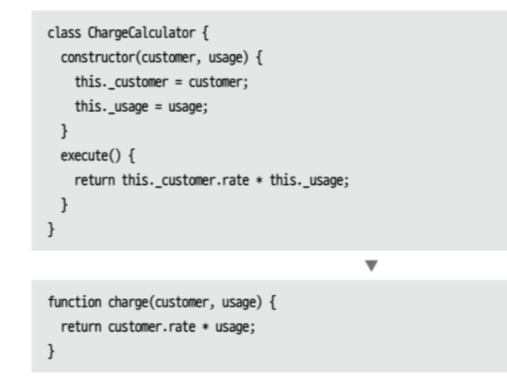 class ChargeCalculator {
  constructor(customer, usage) {
    this._customer = customer;
    this._usage = usage;
  }
  execute() {
    return this._customer.rate * this._usage;
  }
}
▼
function charge(customer, usage) {
  return customer.rate * usage;
}